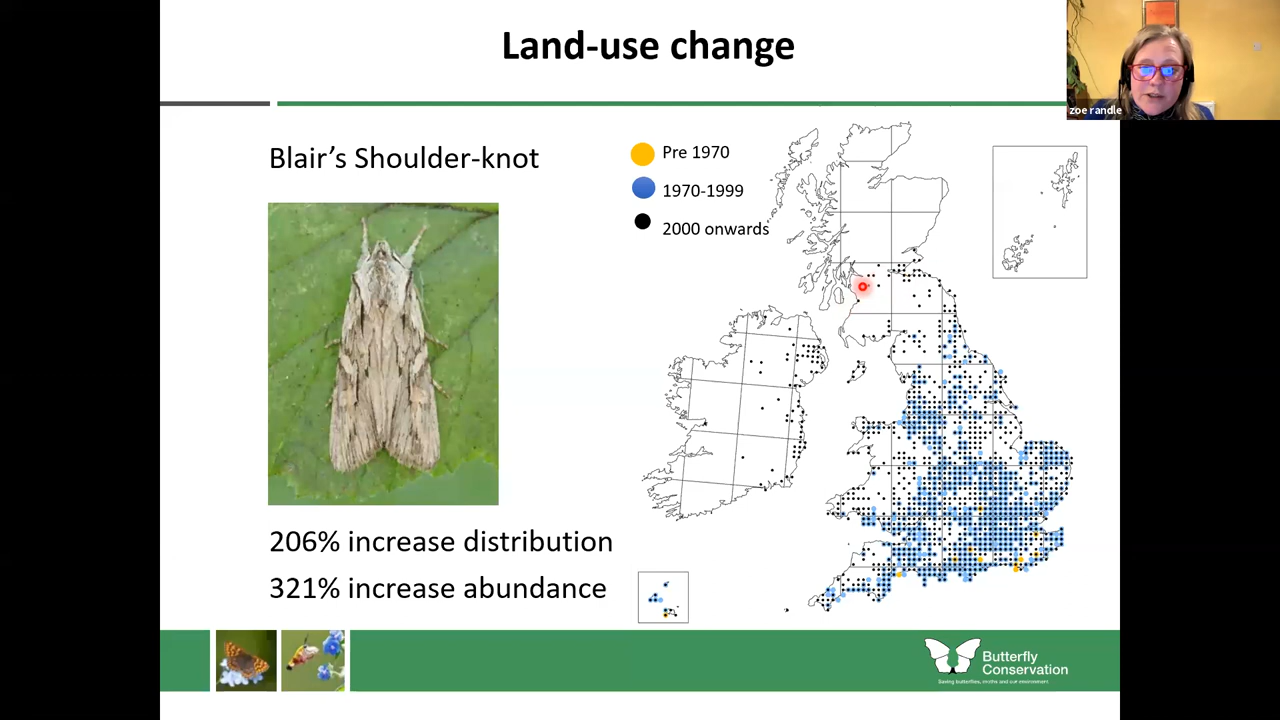 Land-use change
zoe randle
Blair’s Shoulder-knot
Pre 1970
1970-1999
2000 onwards
206% increase distribution
321% increase abundance
Butterfly
Conservation
Saving butterflies, moths and our environment